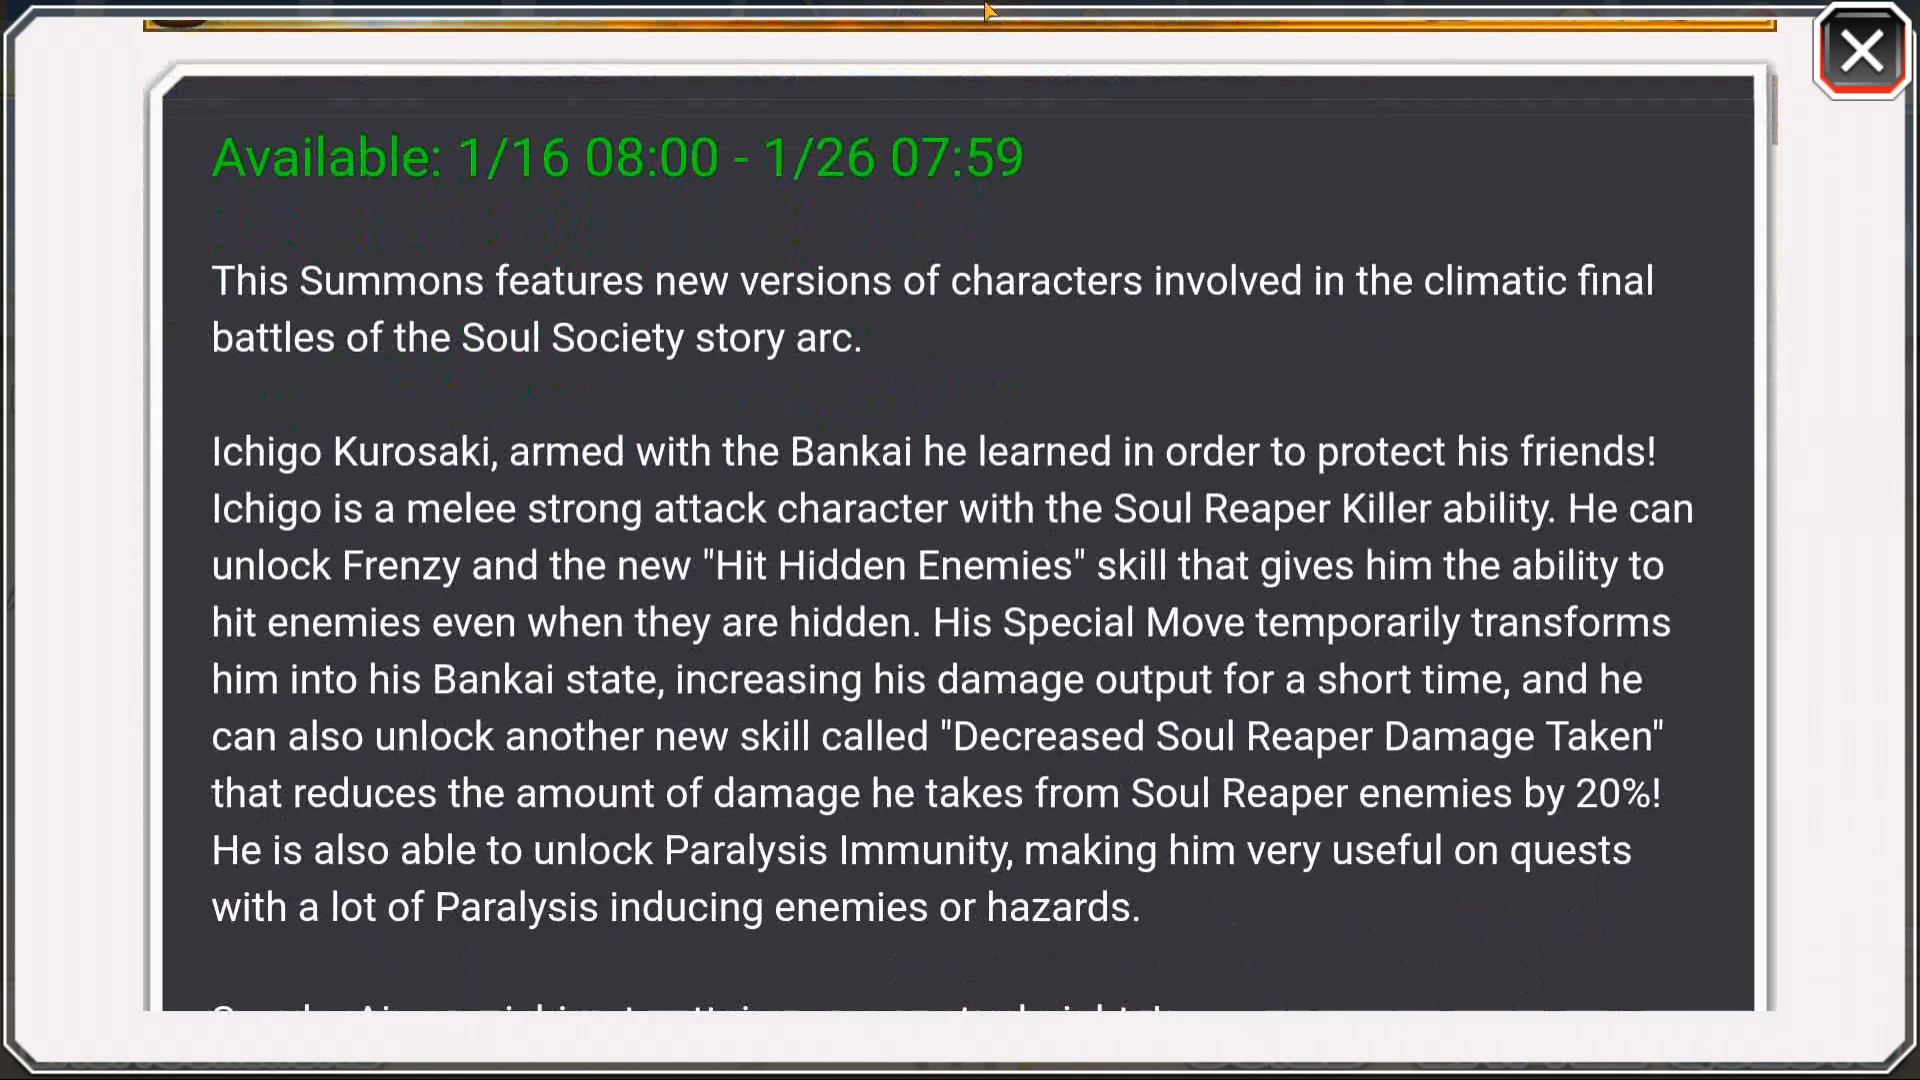 Available: 1/16 08:00 - 1/26 07:59
This Summons features new versions of characters involved in the climatic final
battles of the Soul Society story arc.
Ichigo Kurosaki, armed with the Bankai he learned in order to protect his friends!
Ichigo is a melee strong attack character with the Soul Reaper Killer ability. He can
unlock Frenzy and the new "Hit Hidden Enemies" skill that gives him the ability to
hit enemies even when they are hidden. His Special Move temporarily transforms
him into his Bankai state, increasing his damage output for a short time, and he
can also unlock another new skill called "Decreased Soul Reaper Damage Taken"
that reduces the amount of damage he takes from Soul Reaper enemies by 20%!
He is also able to unlock Paralysis Immunity, making him very useful on quests
with a lot of Paralysis inducing enemies or hazards.